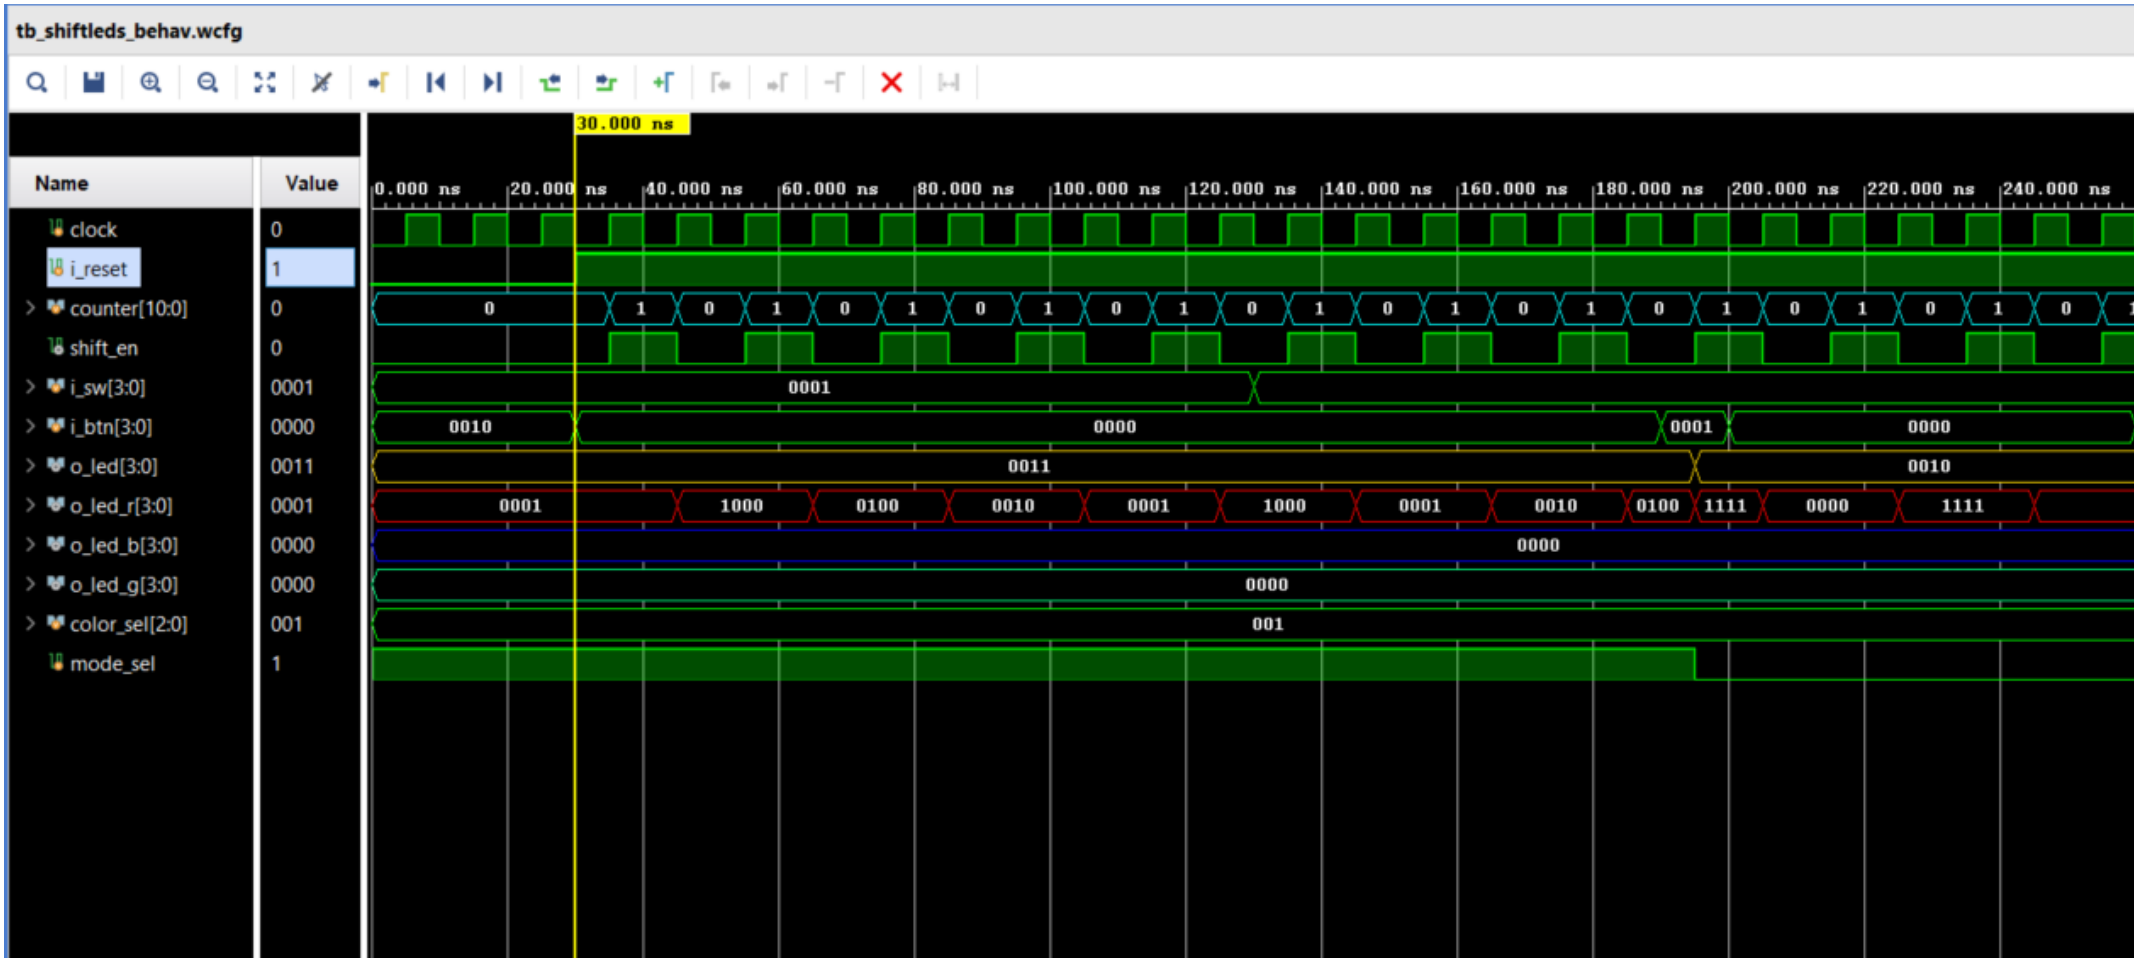 tb_shiftleds_behav.wcfg
30.000 ns
Name Value 0.000 ns 20.000 ns 40.000 ns 60.000 ns 80.000 ns 100.000 ns 120.000 ns 140.000 ns 160.000 ns 180.000 ns 200.000 ns 220.000 ns 240.000 ns
clock 0
i_reset 1
counter[10:0] 0 0 1 0 1 0 1 0 1 0 1 0 1 0 1 0 1 0 1 0 1 0 1 0 1
shift_en 0
i_sw[3:0] 0001 0001
i_btn[3:0] 0000 0010 0000 0001 0000
o_led[3:0] 0011 0011 0010
o_led_r[3:0] 0001 0001 1000 0100 0010 0001 1000 0001 0010 0100 1111 0000 1111
o_led_b[3:0] 0000 0000
o_led_g[3:0] 0000 0000
color_sel[2:0] 001 001
mode_sel 1